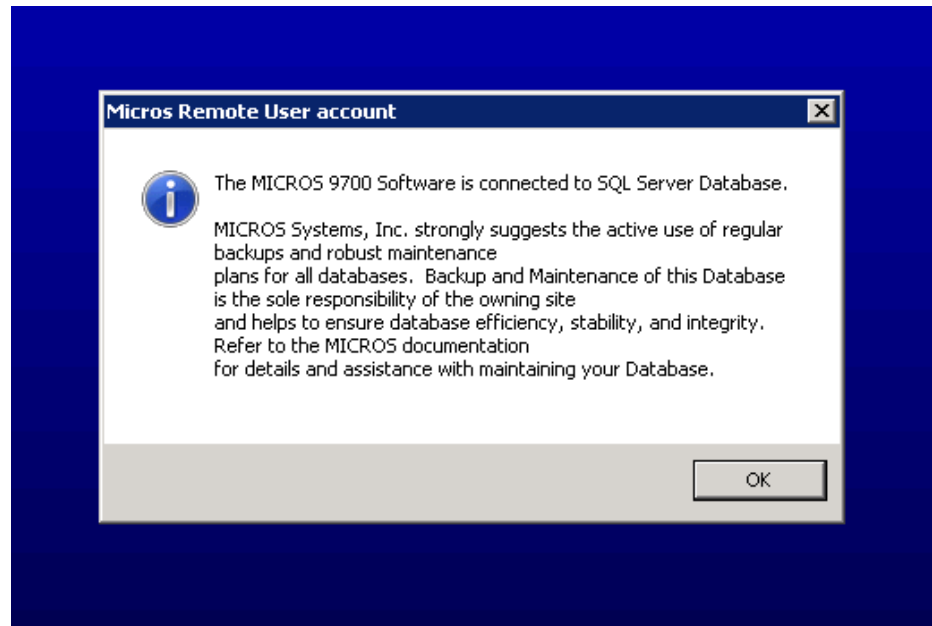 Micros Remote User account
The MICROS 9700 Software is connected to SQL Server Database.
MICROS Systems, Inc. strongly suggests the active use of regular
backups and robust maintenance
plans for all databases.  Backup and Maintenance of this Database
is the sole responsibility of the owning site
and helps to ensure database efficiency, stability, and integrity.
Refer to the MICROS documentation
for details and assistance with maintaining your Database.
OK